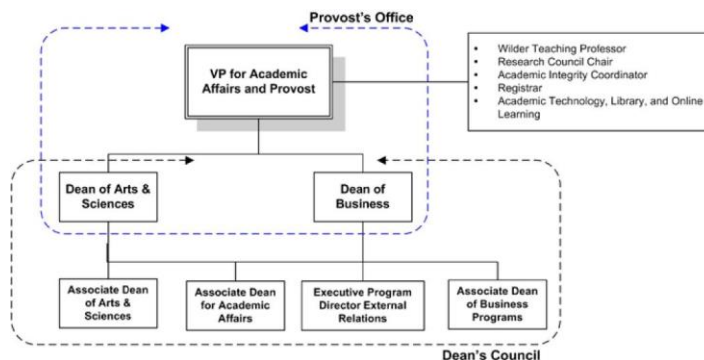 Provost's Office
VP for Academic
Affairs and Provost
• Wilder Teaching Professor
• Research Council Chair
• Academic Integrity Coordinator
• Registrar
• Academic Technology, Library, and Online
Learning
Dean of Arts &
Sciences
Dean of
Business
Associate Dean
of Arts &
Sciences
Associate Dean
for Academic
Affairs
Executive Program
Director External
Relations
Associate Dean
of Business
Programs
Dean's Council